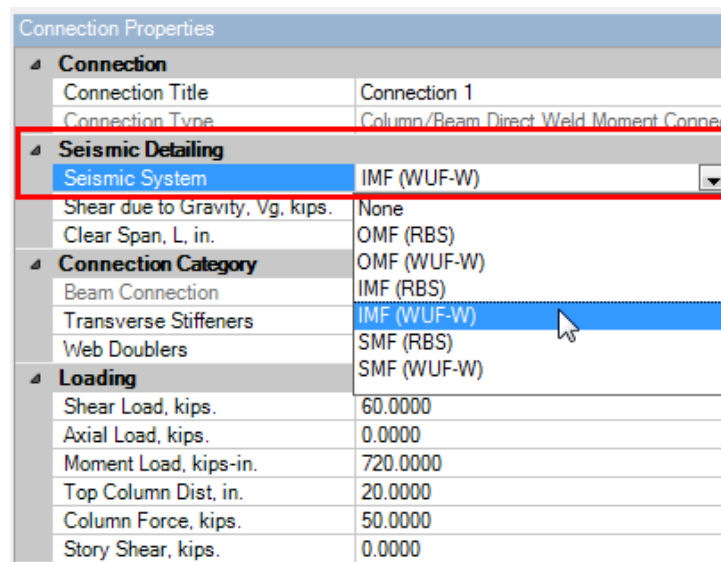 Connection Properties
Connection
Connection Title Connection 1
Connection Type Column/Beam Direct Weld Moment Connec
Seismic Detailing
Seismic System IMF (WUF-W)
Shear due to Gravity, Vg, kips. None
Clear Span, L, in. OMF (RBS)
Connection Category OMF (WUF-W)
Beam Connection IMF (RBS)
Transverse Stiffeners IMF (WUF-W)
Web Doublers SMF (RBS)
Loading SMF (WUF-W)
Shear Load, kips. 60.0000
Axial Load, kips. 0.0000
Moment Load, kips-in. 720.0000
Top Column Dist, in. 20.0000
Column Force, kips. 50.0000
Story Shear, kips. 0.0000